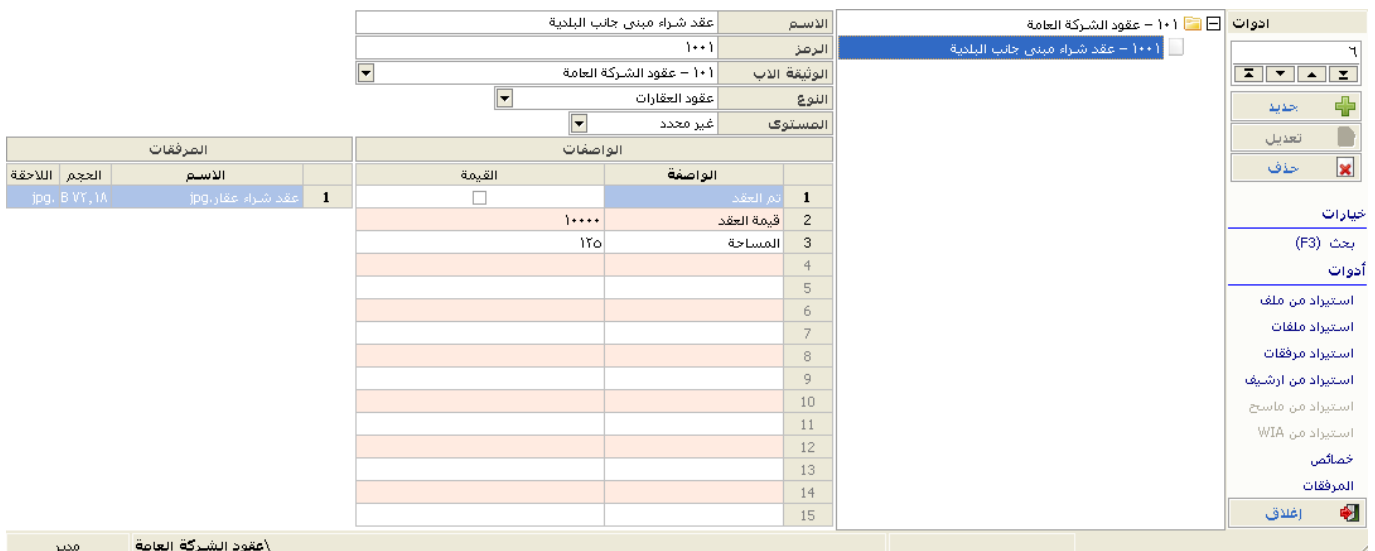 ادوات
٦
جديد
تعديل
حذف
خيارات
بحث (F3)
أدوات
استيراد من ملف
استيراد ملفات
استيراد مرفقات
استيراد من ارشيف
استيراد من ماسح
استيراد من WIA
خصائص
المرفقات
إغلاق
١٠١ – عقود الشركة العامة
١٠٠١ – عقد شراء مبنى جانب البلدية
الاسم عقد شراء مبنى جانب البلدية
الرمز ١٠٠١
الوثيقة الاب ١٠١ – عقود الشركة العامة
النوع عقود العقارات
المستوى غير محدد
الواصفات
الواصفة القيمة
1 تم العقد
2 قيمة العقد ١٠٠٠٠
3 المساحة ١٢٥
4
5
6
7
8
9
10
11
12
13
14
15
المرفقات
الاسم الحجم اللاحقة
1 عقد شراء عقار.jpg ٧٢,١٨ B .jpg
\عقود الشركة العامة
مدير